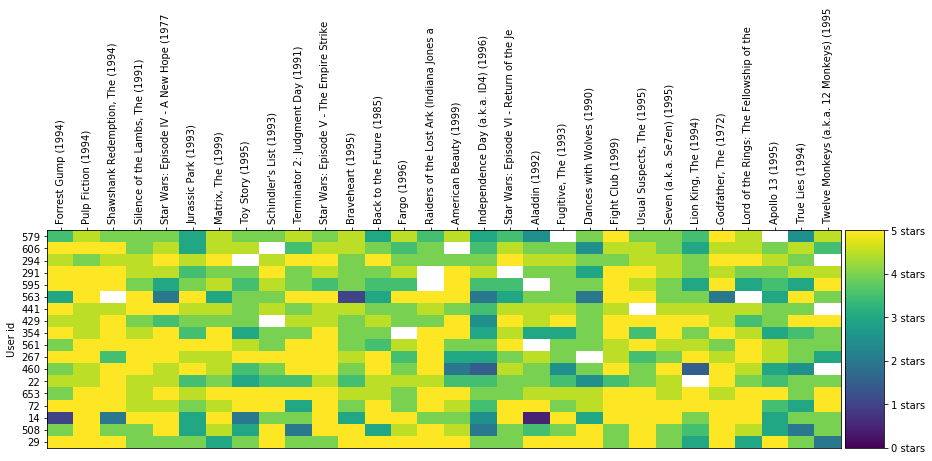 Forrest Gump (1994)
Pulp Fiction (1994)
Shawshank Redemption, The (1994)
Silence of the Lambs, The (1991)
Star Wars: Episode IV - A New Hope (1977
Jurassic Park (1993)
Matrix, The (1999)
Toy Story (1995)
Schindler's List (1993)
Terminator 2: Judgment Day (1991)
Star Wars: Episode V - The Empire Strike
Braveheart (1995)
Back to the Future (1985)
Fargo (1996)
Raiders of the Lost Ark (Indiana Jones a
American Beauty (1999)
Independence Day (a.k.a. ID4) (1996)
Star Wars: Episode VI - Return of the Je
Aladdin (1992)
Fugitive, The (1993)
Dances with Wolves (1990)
Fight Club (1999)
Usual Suspects, The (1995)
Seven (a.k.a. Se7en) (1995)
Lion King, The (1994)
Godfather, The (1972)
Lord of the Rings: The Fellowship of the
Apollo 13 (1995)
True Lies (1994)
Twelve Monkeys (a.k.a. 12 Monkeys) (1995
User id
579
606
294
291
595
563
441
429
354
561
267
460
22
653
72
14
508
29
5 stars
4 stars
3 stars
2 stars
1 stars
0 stars